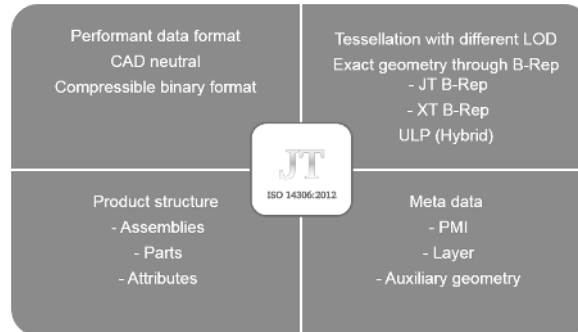 Performant data format
CAD neutral
Compressible binary format
Tessellation with different LOD
Exact geometry through B-Rep
- JT B-Rep
- XT B-Rep
ULP (Hybrid)
JT
ISO 14306:2012
Product structure
- Assemblies
- Parts
- Attributes
Meta data
- PMI
- Layer
- Auxiliary geometry